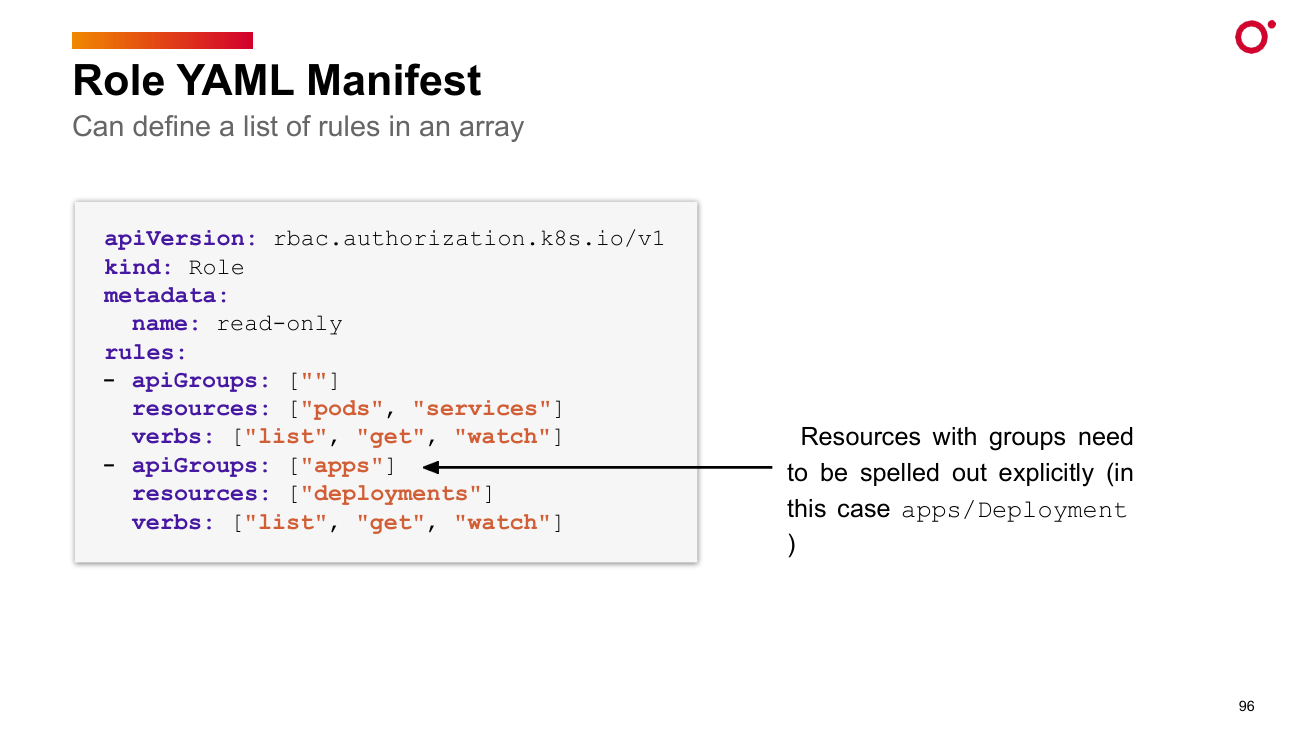 Role YAML Manifest
Can define a list of rules in an array
apiVersion: rbac.authorization.k8s.io/v1
kind: Role
metadata:
  name: read-only
rules:
- apiGroups: [""]
  resources: ["pods", "services"]
  verbs: ["list", "get", "watch"]
- apiGroups: ["apps"]
  resources: ["deployments"]
  verbs: ["list", "get", "watch"]
Resources with groups need
to be spelled out explicitly (in
this case apps/Deployment
)
96